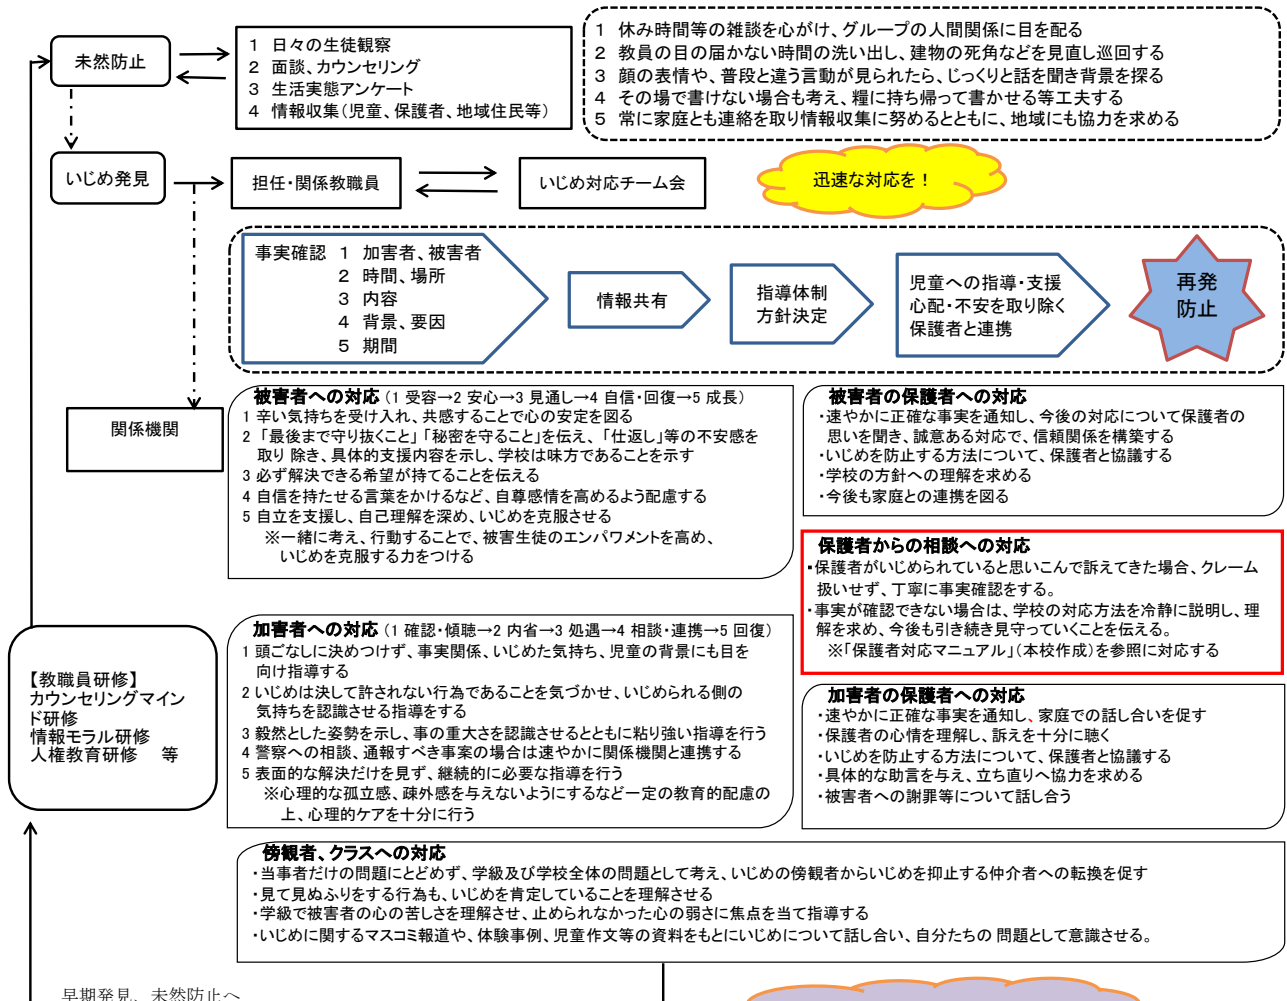 未然防止
1 日々の生徒観察
2 面談、カウンセリング
3 生活実態アンケート
4 情報収集(児童、保護者、地域住民等)
1 休み時間等の雑談を心がけ、グループの人間関係に目を配る
2 教員の目の届かない時間の洗い出し、建物の死角などを見直し巡回する
3 顔の表情や、普段と違う言動が見られたら、じっくりと話を聞き背景を探る
4 その場で書けない場合も考え、糧に持ち帰って書かせる等工夫する
5 常に家庭とも連絡を取り情報収集に努めるとともに、地域にも協力を求める
いじめ発見
担任・関係教職員
いじめ対応チーム会
迅速な対応を！
事実確認 1 加害者、被害者
2 時間、場所
3 内容
4 背景、要因
5 期間
情報共有
指導体制
方針決定
児童への指導・支援
心配・不安を取り除く
保護者と連携
再発
防止
関係機関
被害者への対応 (1 受容→2 安心→3 見通し→4 自信・回復→5 成長)
1 辛い気持ちを受け入れ、共感することで心の安定を図る
2 「最後まで守り抜くこと」「秘密を守ること」を伝え、「仕返し」等の不安感を
取り 除き、具体的支援内容を示し、学校は味方であることを示す
3 必ず解決できる希望が持てることを伝える
4 自信を持たせる言葉をかけるなど、自尊感情を高めるよう配慮する
5 自立を支援し、自己理解を深め、いじめを克服させる
※一緒に考え、行動することで、被害生徒のエンパワメントを高め、
いじめを克服する力をつける
被害者の保護者への対応
・速やかに正確な事実を通知し、今後の対応について保護者の
思いを聞き、誠意ある対応で、信頼関係を構築する
・いじめを防止する方法について、保護者と協議する
・学校の方針への理解を求める
・今後も家庭との連携を図る
保護者からの相談への対応
・保護者がいじめられていると思いこんで訴えてきた場合、クレーム
扱いせず、丁寧に事実確認をする。
・事実が確認できない場合は、学校の対応方法を冷静に説明し、理
解を求め、今後も引き続き見守っていくことを伝える。
※「保護者対応マニュアル」(本校作成)を参照に対応する
加害者への対応 (1 確認・傾聴→2 内省→3 処遇→4 相談・連携→5 回復)
1 頭ごなしに決めつけず、事実関係、いじめた気持ち、児童の背景にも目を
向け指導する
2 いじめは決して許されない行為であることを気づかせ、いじめられる側の
気持ちを認識させる指導をする
3 毅然とした姿勢を示し、事の重大さを認識させるとともに粘り強い指導を行う
4 警察への相談、通報すべき事案の場合は速やかに関係機関と連携する
5 表面的な解決だけを見ず、継続的に必要な指導を行う
※心理的な孤立感、疎外感を与えないようにするなど一定の教育的配慮の
上、心理的ケアを十分に行う
加害者の保護者への対応
・速やかに正確な事実を通知し、家庭での話し合いを促す
・保護者の心情を理解し、訴えを十分に聴く
・いじめを防止する方法について、保護者と協議する
・具体的な助言を与え、立ち直りへ協力を求める
・被害者への謝罪等について話し合う
【教職員研修】
カウンセリングマイン
ド研修
情報モラル研修
人権教育研修 等
傍観者、クラスへの対応
・当事者だけの問題にとどめず、学級及び学校全体の問題として考え、いじめの傍観者からいじめを抑止する仲介者への転換を促す
・見て見ぬふりをする行為も、いじめを肯定していることを理解させる
・学級で被害者の心の苦しさを理解させ、止められなかった心の弱さに焦点を当て指導する
・いじめに関するマスコミ報道や、体験事例、児童作文等の資料をもとにいじめについて話し合い、自分たちの 問題として意識させる。
早期発見、未然防止へ